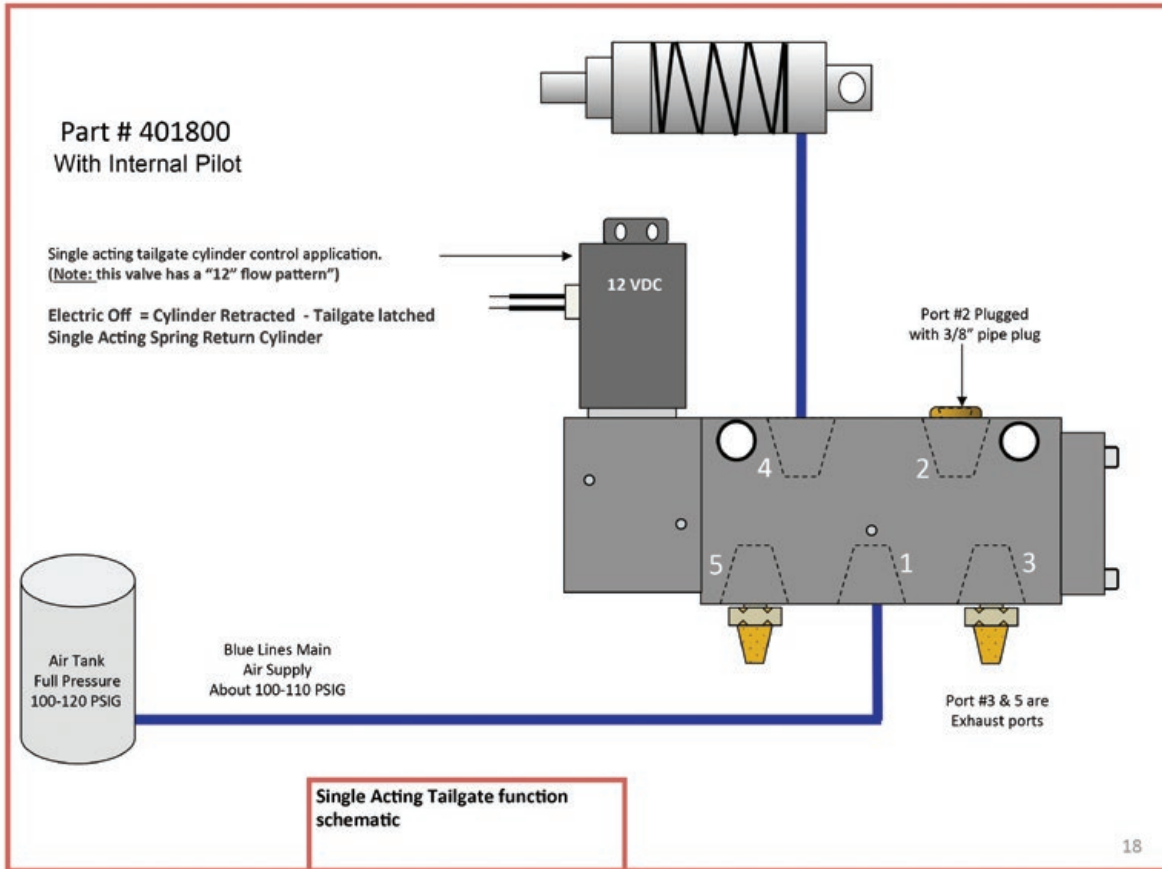 Part # 401800
With Internal Pilot
Single acting tailgate cylinder control application.
(Note: this valve has a “12” flow pattern”)
Electric Off = Cylinder Retracted - Tailgate latched
Single Acting Spring Return Cylinder
12 VDC
Port #2 Plugged
with 3/8” pipe plug
4
2
5
1
3
Air Tank
Full Pressure
100-120 PSIG
Blue Lines Main
Air Supply
About 100-110 PSIG
Port #3 & 5 are
Exhaust ports
Single Acting Tailgate function
schematic
18